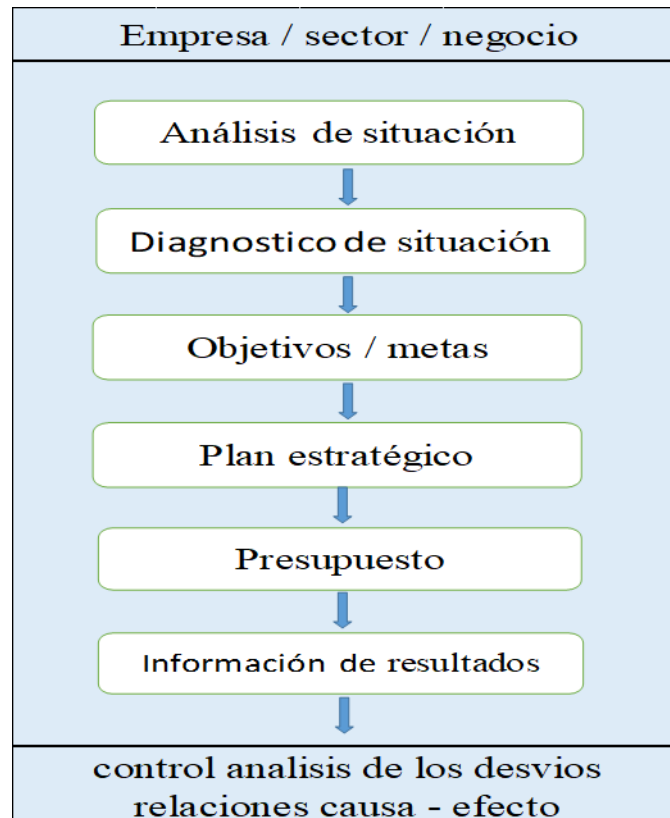 Empresa / sector / negocio
Análisis de situación
Diagnostico de situación
Objetivos / metas
Plan estratégico
Presupuesto
Información de resultados
control analisis de los desvios
relaciones causa - efecto